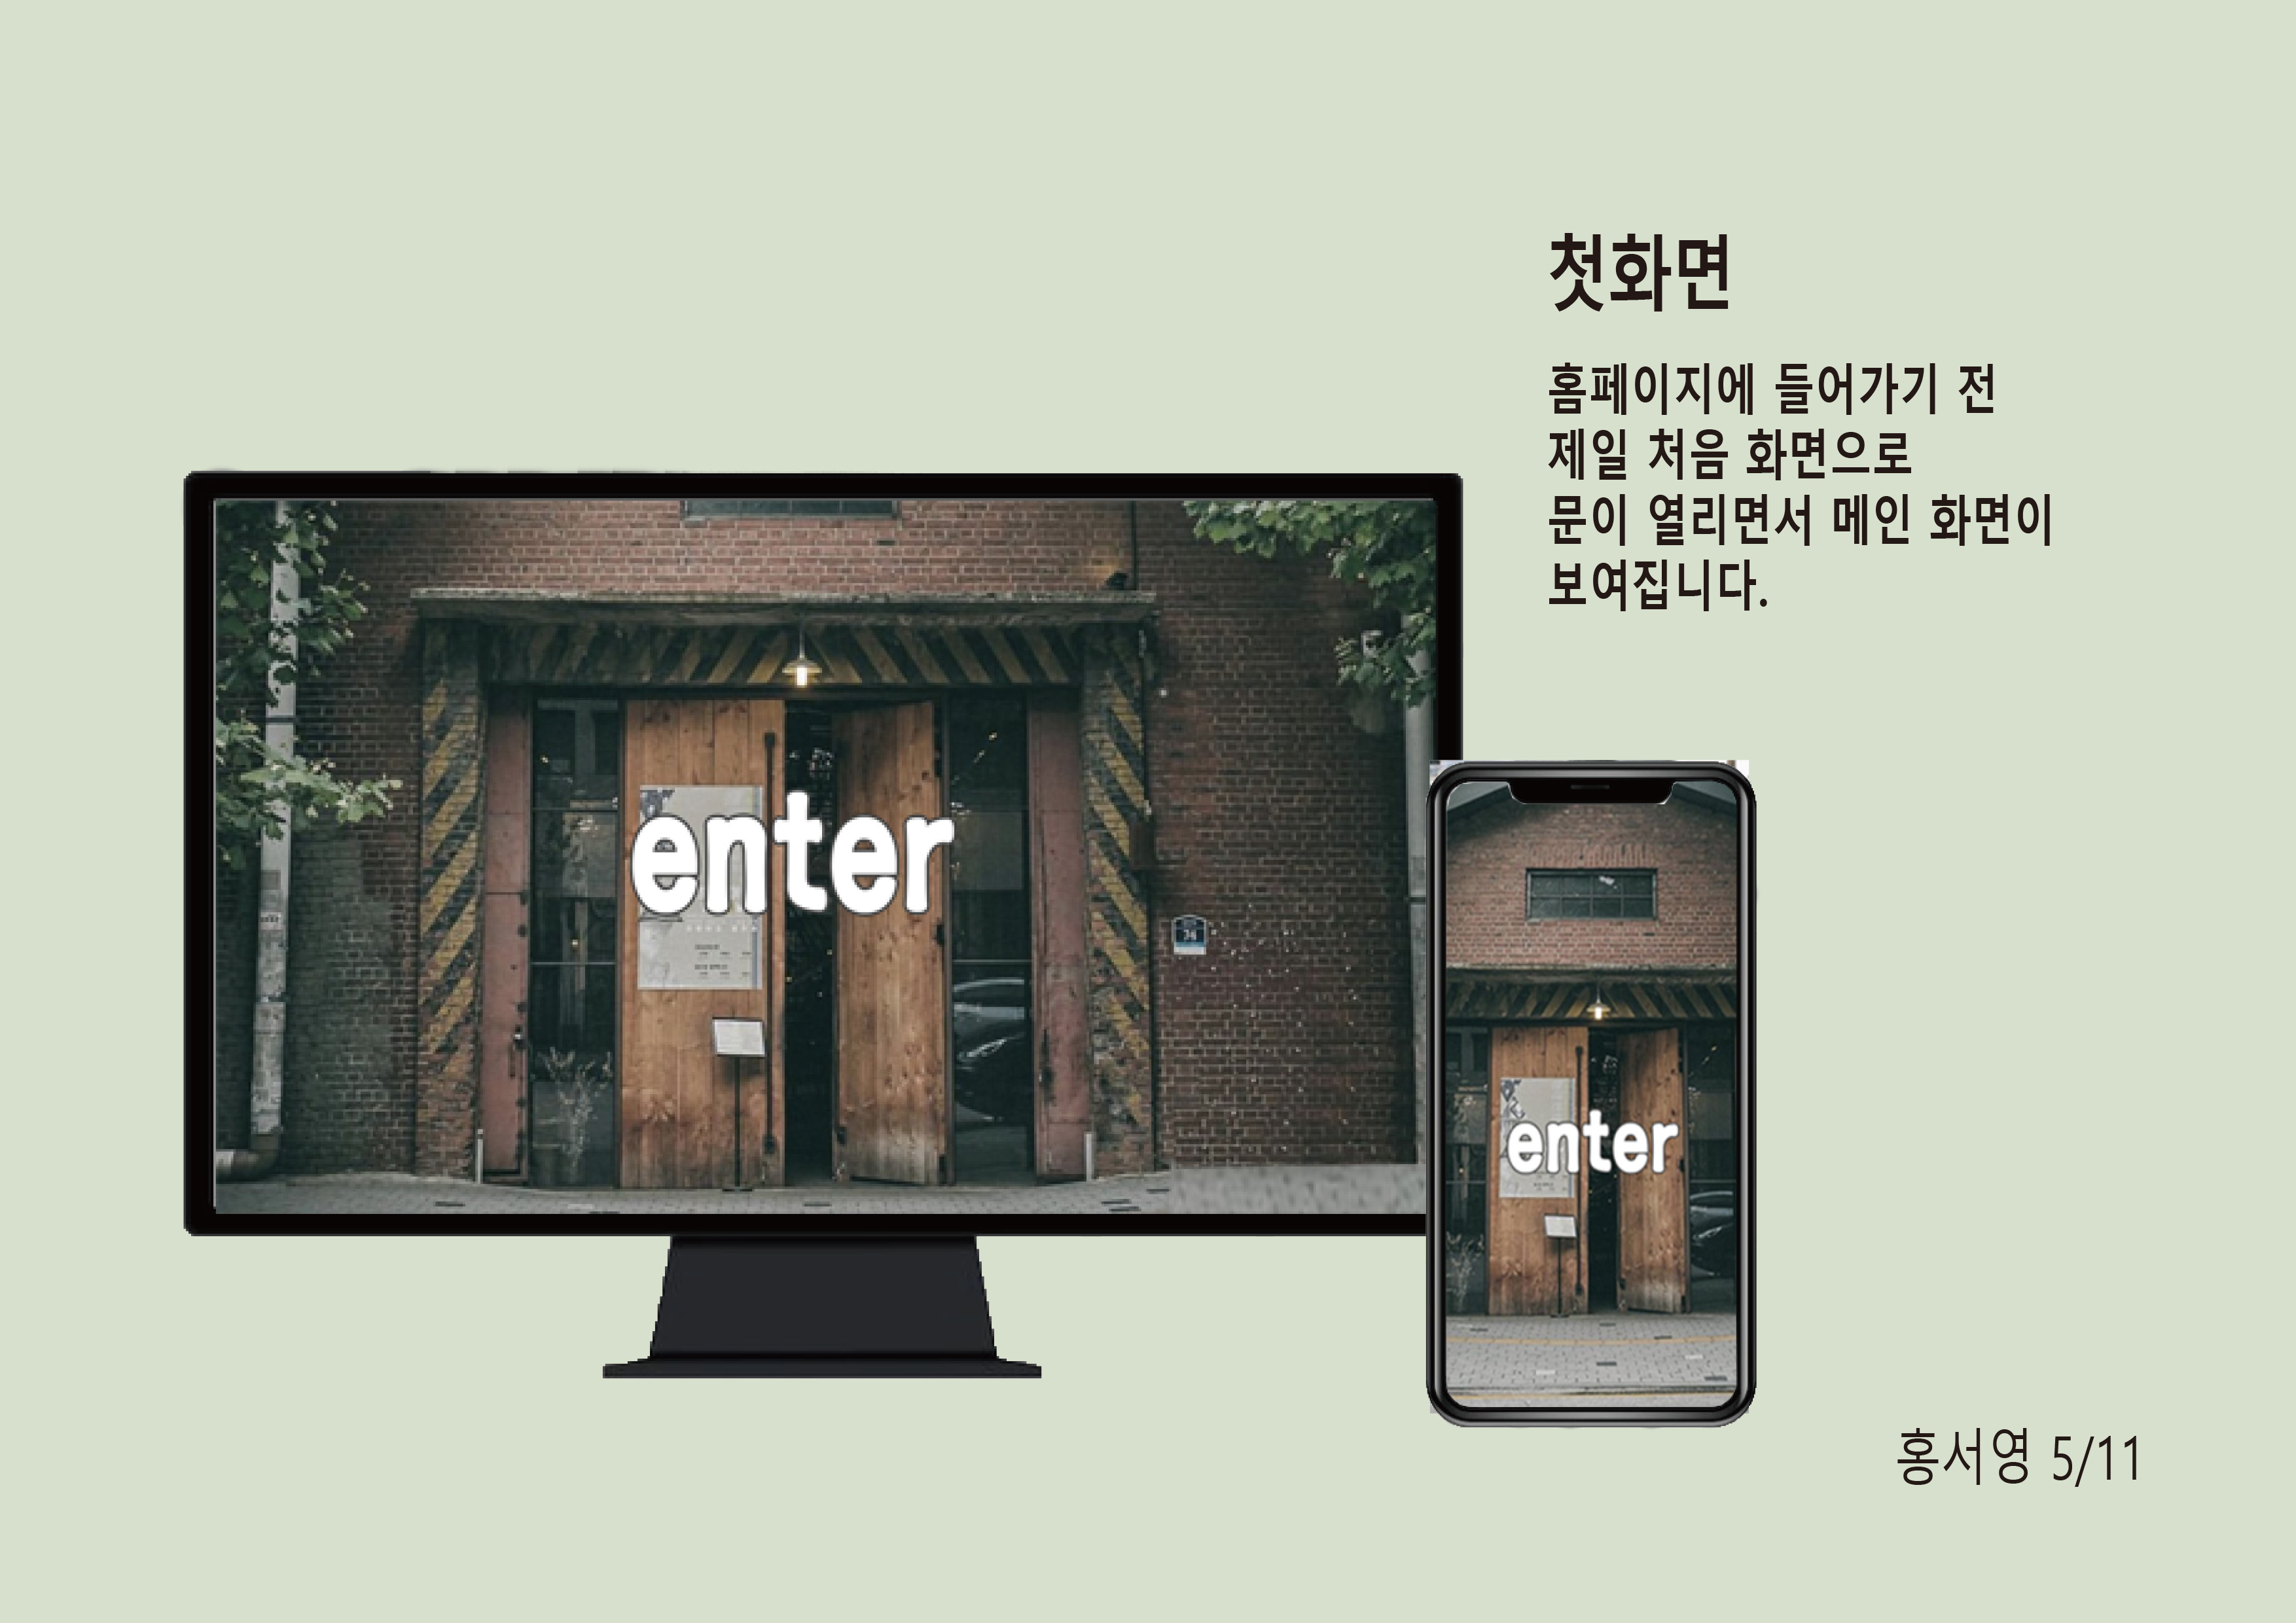 첫화면
홈페이지에 들어가기 전
제일 처음 화면으로
문이 열리면서 메인 화면이
보여집니다.
enter
enter
홍서영 5/11